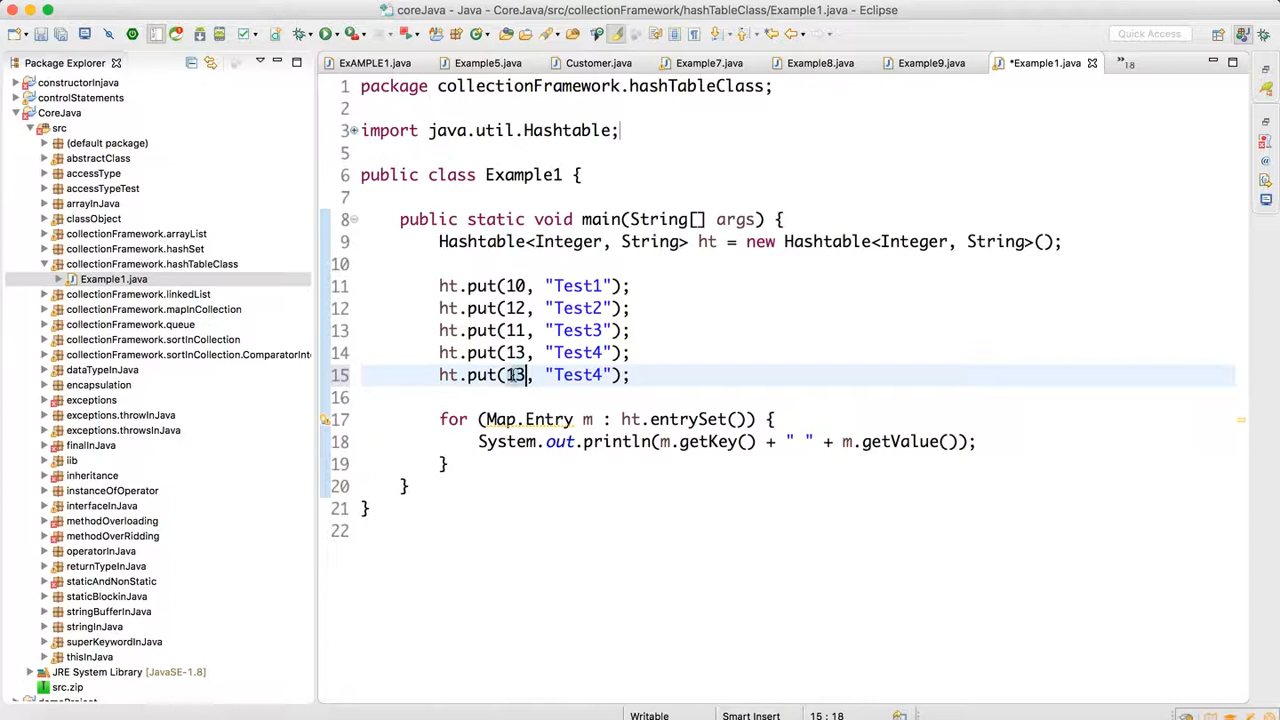 coreJava - Java - CoreJava/src/collectionFramework/hashTableClass/Example1.java - Eclipse
Quick Access
Package Explorer
ExAMPLE1.java
Example5.java
Customer.java
Example7.java
Example8.java
Example9.java
*Example1.java
18
constructorInjava
controlStatements
CoreJava
src
(default package)
abstractClass
accessType
accessTypeTest
arrayInJava
classObject
collectionFramework.arrayList
collectionFramework.hashSet
collectionFramework.hashTableClass
Example1.java
collectionFramework.linkedList
collectionFramework.mapInCollection
collectionFramework.queue
collectionFramework.sortInCollection
collectionFramework.sortInCollection.ComparatorInt
dataTypeInJava
encapsulation
exceptions
exceptions.throwInJava
exceptions.throwsInJava
finalInJava
iib
inheritance
instanceOfOperator
interfaceInJava
methodOverloading
methodOverRidding
operatorInJava
returnTypeInJava
staticAndNonStatic
staticBlockinJava
stringBufferInJava
stringInJava
superKeywordInJava
thisInJava
JRE System Library [JavaSE-1.8]
src.zip
1 package collectionFramework.hashTableClass;
2
3 import java.util.Hashtable;
5
6 public class Example1 {
7
8 public static void main(String[] args) {
9 Hashtable<Integer, String> ht = new Hashtable<Integer, String>();
10
11 ht.put(10, "Test1");
12 ht.put(12, "Test2");
13 ht.put(11, "Test3");
14 ht.put(13, "Test4");
15 ht.put(13, "Test4");
16
17 for (Map.Entry m : ht.entrySet()) {
18 System.out.println(m.getKey() + " " + m.getValue());
19 }
20 }
21 }
22
Writable
Smart Insert
15 : 18